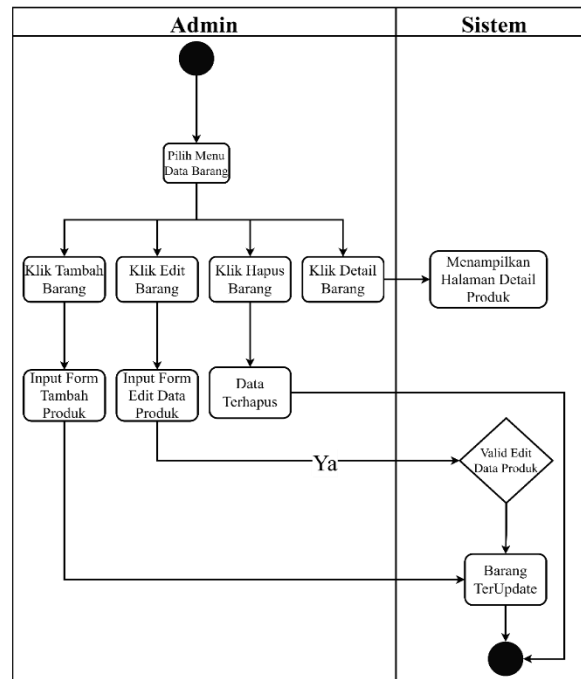 Admin
Sistem
Pilih Menu
Data Barang
Klik Tambah
Barang
Klik Edit
Barang
Klik Hapus
Barang
Klik Detail
Barang
Menampilkan
Halaman Detail
Produk
Input Form
Tambah
Produk
Input Form
Edit Data
Produk
Data
Terhapus
Ya
Valid Edit
Data Produk
Barang
TerUpdate